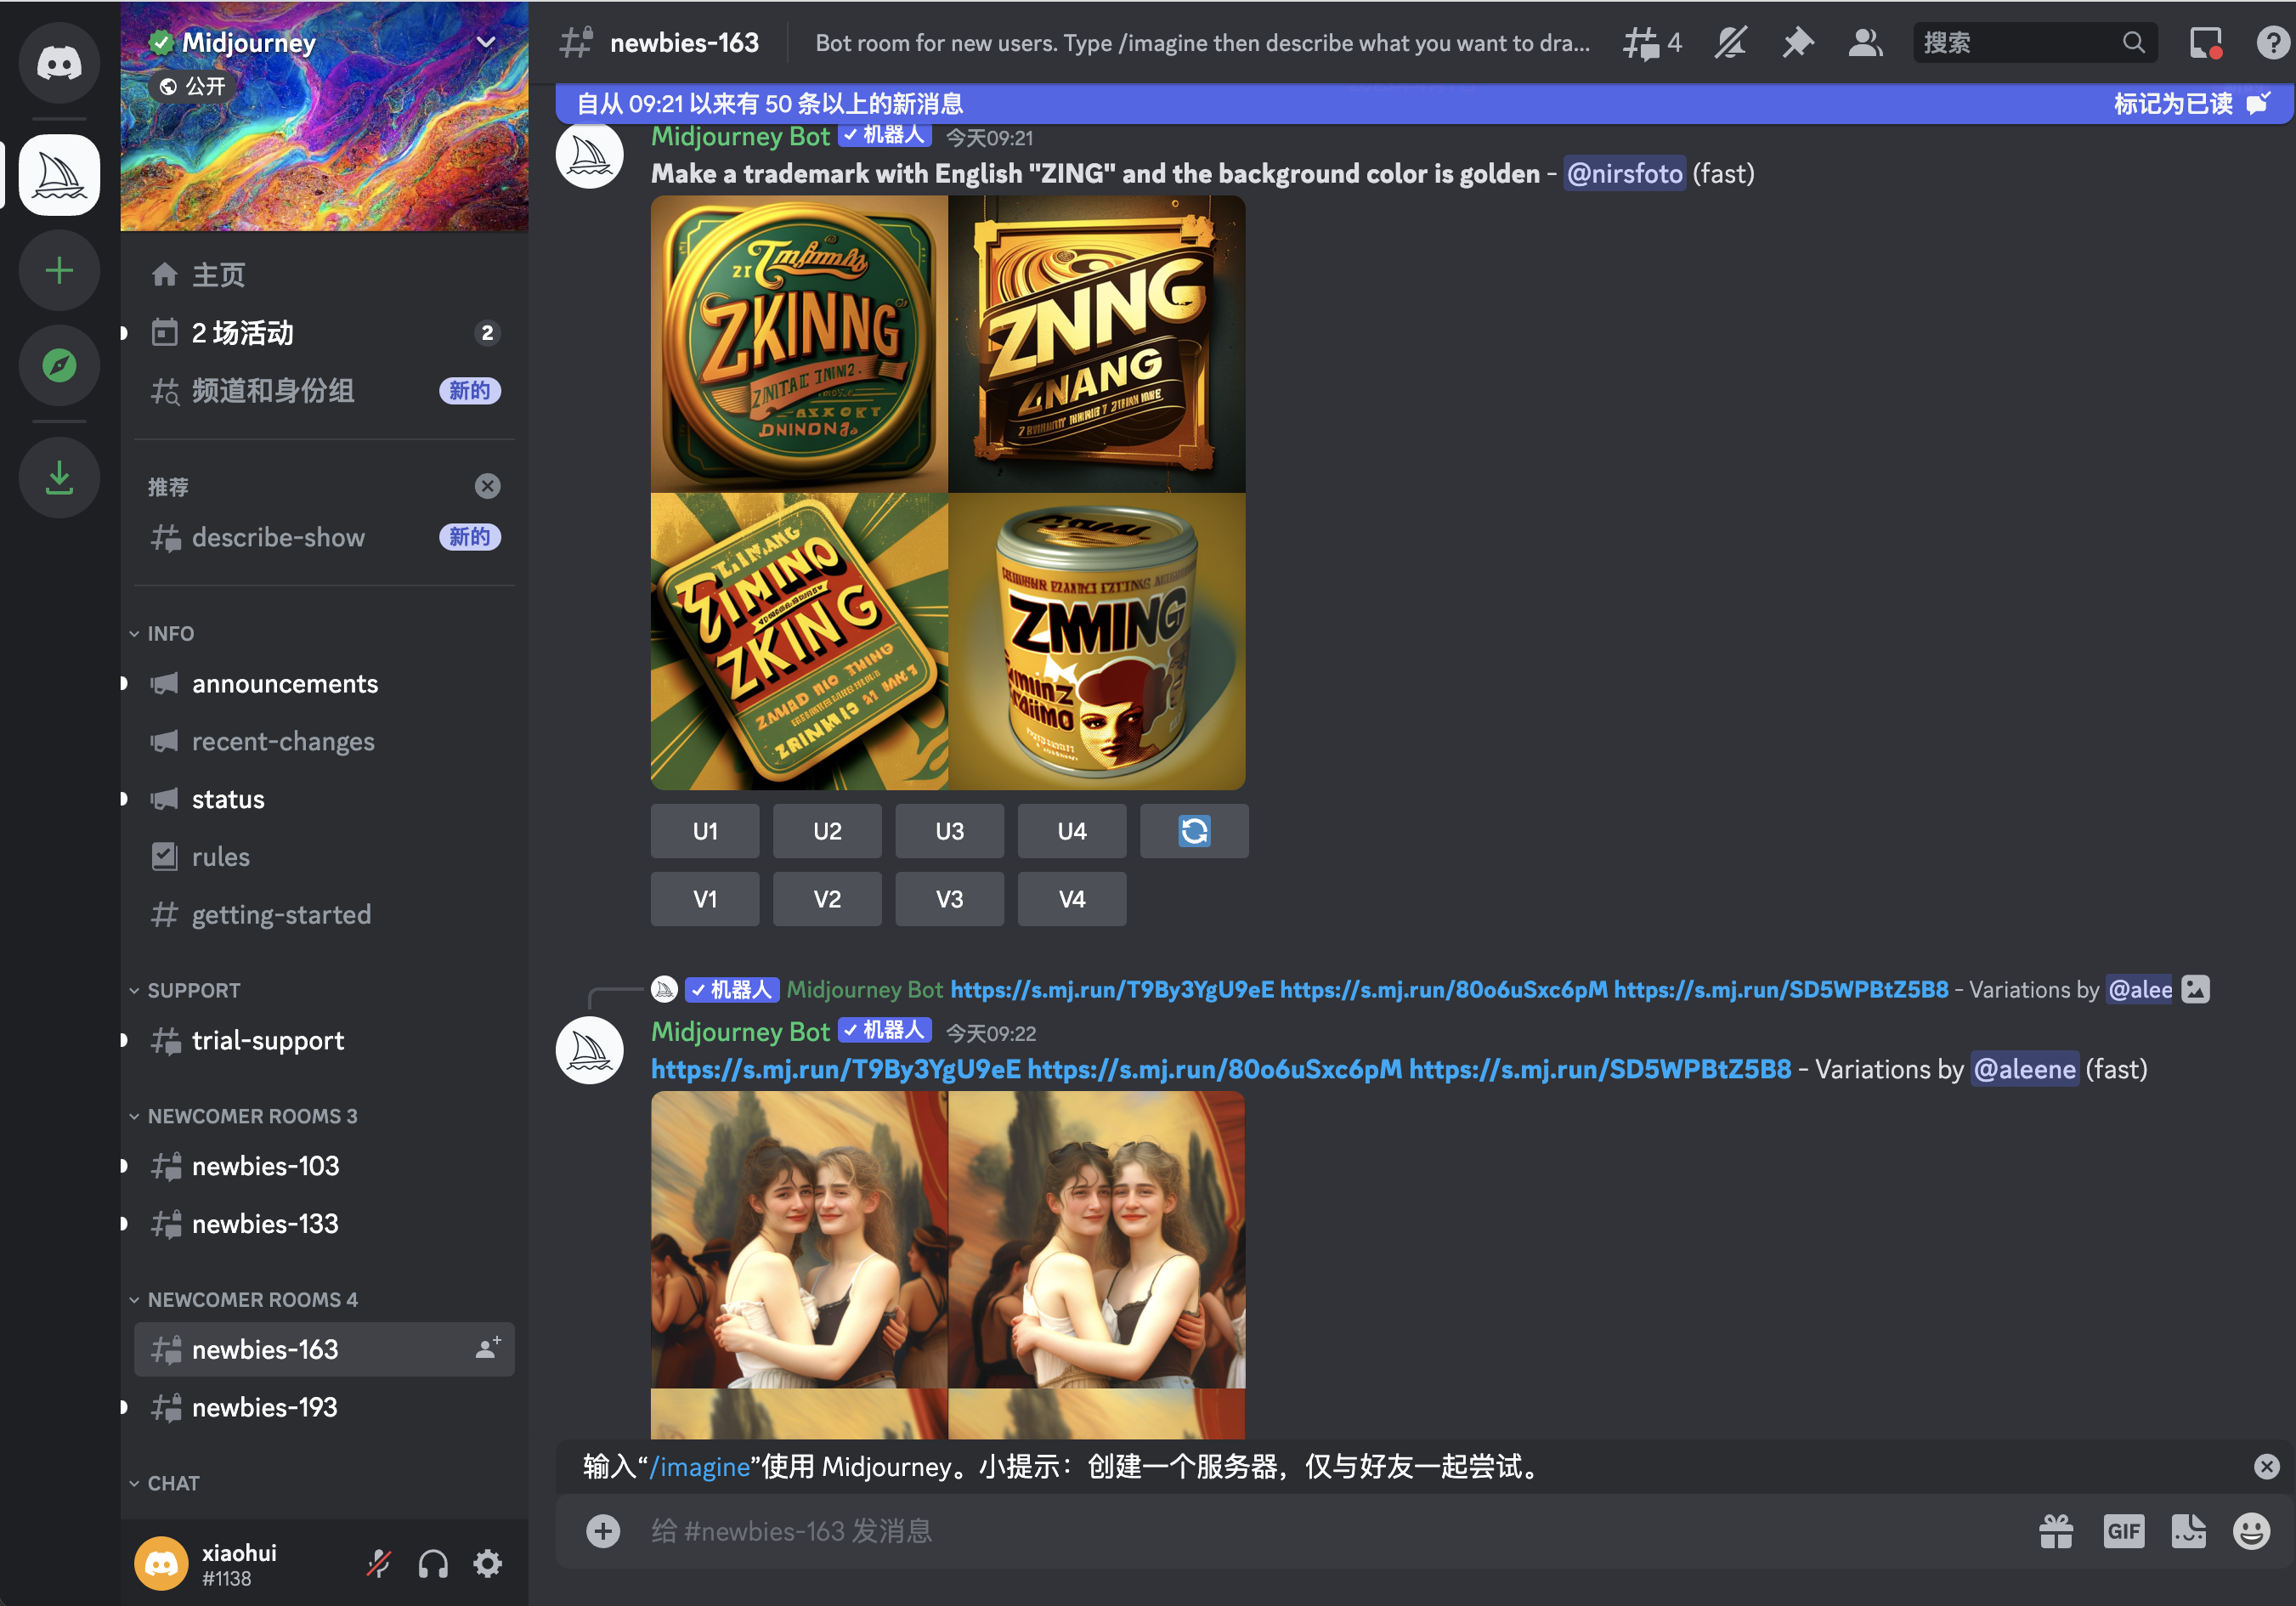 Midjourney
公开
主页
2 场活动
2
频道和身份组
新的
推荐
describe-show
新的
INFO
announcements
recent-changes
status
rules
getting-started
SUPPORT
trial-support
NEWCOMER ROOMS 3
newbies-103
newbies-133
NEWCOMER ROOMS 4
newbies-163
newbies-193
CHAT
xiaohui
#1138
newbies-163
Bot room for new users. Type /imagine then describe what you want to dra...
4
搜索
自从 09:21 以来有 50 条以上的新消息
标记为已读
Midjourney Bot 机器人 今天09:21
Make a trademark with English "ZING" and the background color is golden - @nirsfoto (fast)
ZKINNG
ZNNG
ZNANG
ZIMINO
ZKING
ZMMING
U1 U2 U3 U4
V1 V2 V3 V4
机器人 Midjourney Bot https://s.mj.run/T9By3YgU9eE https://s.mj.run/80o6uSxc6pM https://s.mj.run/SD5WPBtZ5B8 - Variations by @alee
Midjourney Bot 机器人 今天09:22
https://s.mj.run/T9By3YgU9eE https://s.mj.run/80o6uSxc6pM https://s.mj.run/SD5WPBtZ5B8 - Variations by @aleene (fast)
输入“/imagine”使用 Midjourney。小提示：创建一个服务器，仅与好友一起尝试。
给 #newbies-163 发消息
GIF